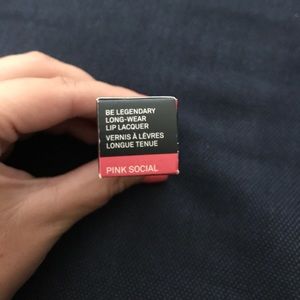 BE LEGENDARY
LONG-WEAR
LIP LACQUER
VERNIS À LÈVRES
LONGUE TENUE
PINK SOCIAL